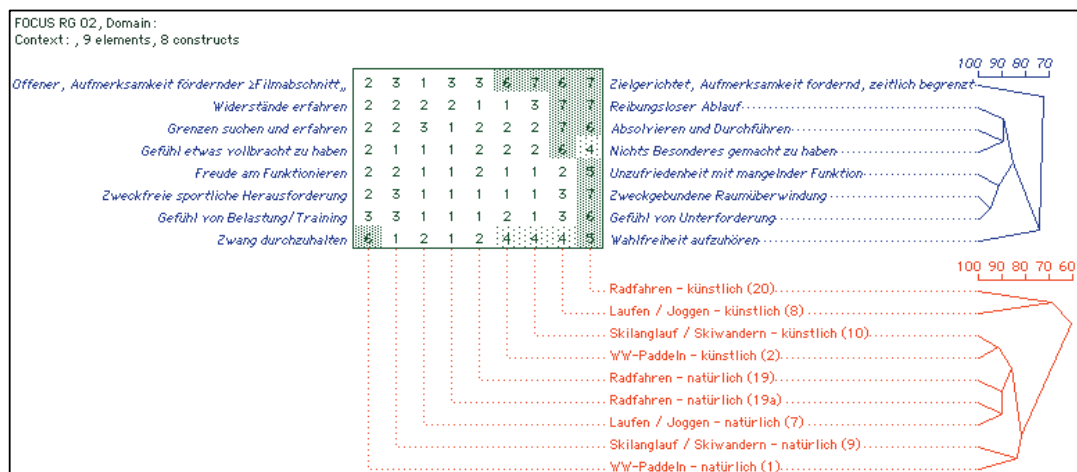 FOCUS RG 02, Domain:
Context: , 9 elements, 8 constructs
100 90 80 70
Offener, Aufmerksamkeit fördernder ≥Filmabschnitt„ 2 3 1 3 3 6 7 6 7 Zielgerichtet, Aufmerksamkeit fordernd, zeitlich begrenzt
Widerstände erfahren 2 2 2 2 1 1 3 7 7 Reibungsloser Ablauf
Grenzen suchen und erfahren 2 2 3 1 2 2 2 7 6 Absolvieren und Durchführen
Gefühl etwas vollbracht zu haben 2 1 1 1 2 2 2 6 4 Nichts Besonderes gemacht zu haben
Freude am Funktionieren 2 2 1 1 2 1 1 2 5 Unzufriedenheit mit mangelnder Funktion
Zweckfreie sportliche Herausforderung 2 3 1 1 1 1 1 3 7 Zweckgebundene Raumüberwindung
Gefühl von Belastung/Training 3 3 1 1 1 2 1 3 6 Gefühl von Unterforderung
Zwang durchzuhalten 6 1 2 1 2 4 4 4 5 Wahlfreiheit aufzuhören
100 90 80 70 60
Radfahren - künstlich (20)
Laufen / Joggen - künstlich (8)
Skilanglauf / Skiwandern - künstlich (10)
WW-Paddeln - künstlich (2)
Radfahren - natürlich (19)
Radfahren - natürlich (19a)
Laufen / Joggen - natürlich (7)
Skilanglauf / Skiwandern - natürlich (9)
WW-Paddeln - natürlich (1)